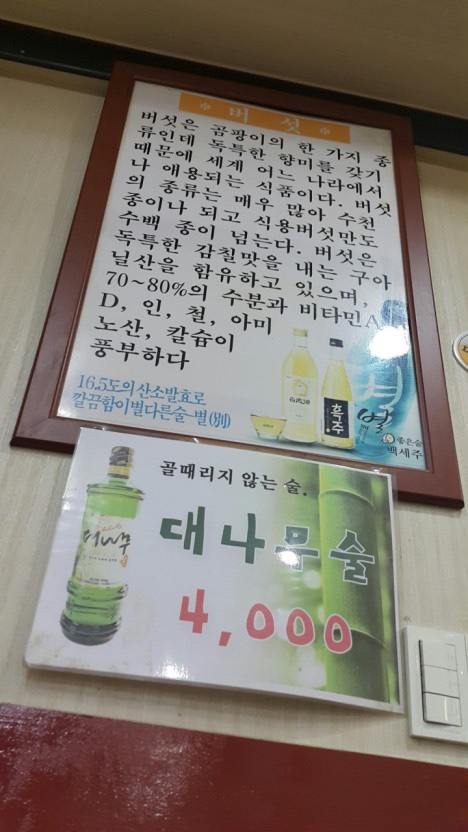 * 버 섯 *
버섯은 곰팡이의 한 가지 종
류인데 독특한 향미를 갖기
때문에 세계 어느 나라에서
나 애용되는 식품이다. 버섯
의 종류는 매우 많아 수천
종이나 되고 식용버섯만도
수백 종이 넘는다. 버섯은
독특한 감칠맛을 내는 구아
닐산을 함유하고 있으며,
70~80%의 수분과 비타민A,
D, 인, 철, 아미
노산, 칼슘이
풍부하다
16.5도의 산소발효로
깔끔함이 별다른 술~별(別)
흑주
별
좋은술
백세주
골때리지 않는 술.
대나무술
4,000
대나무